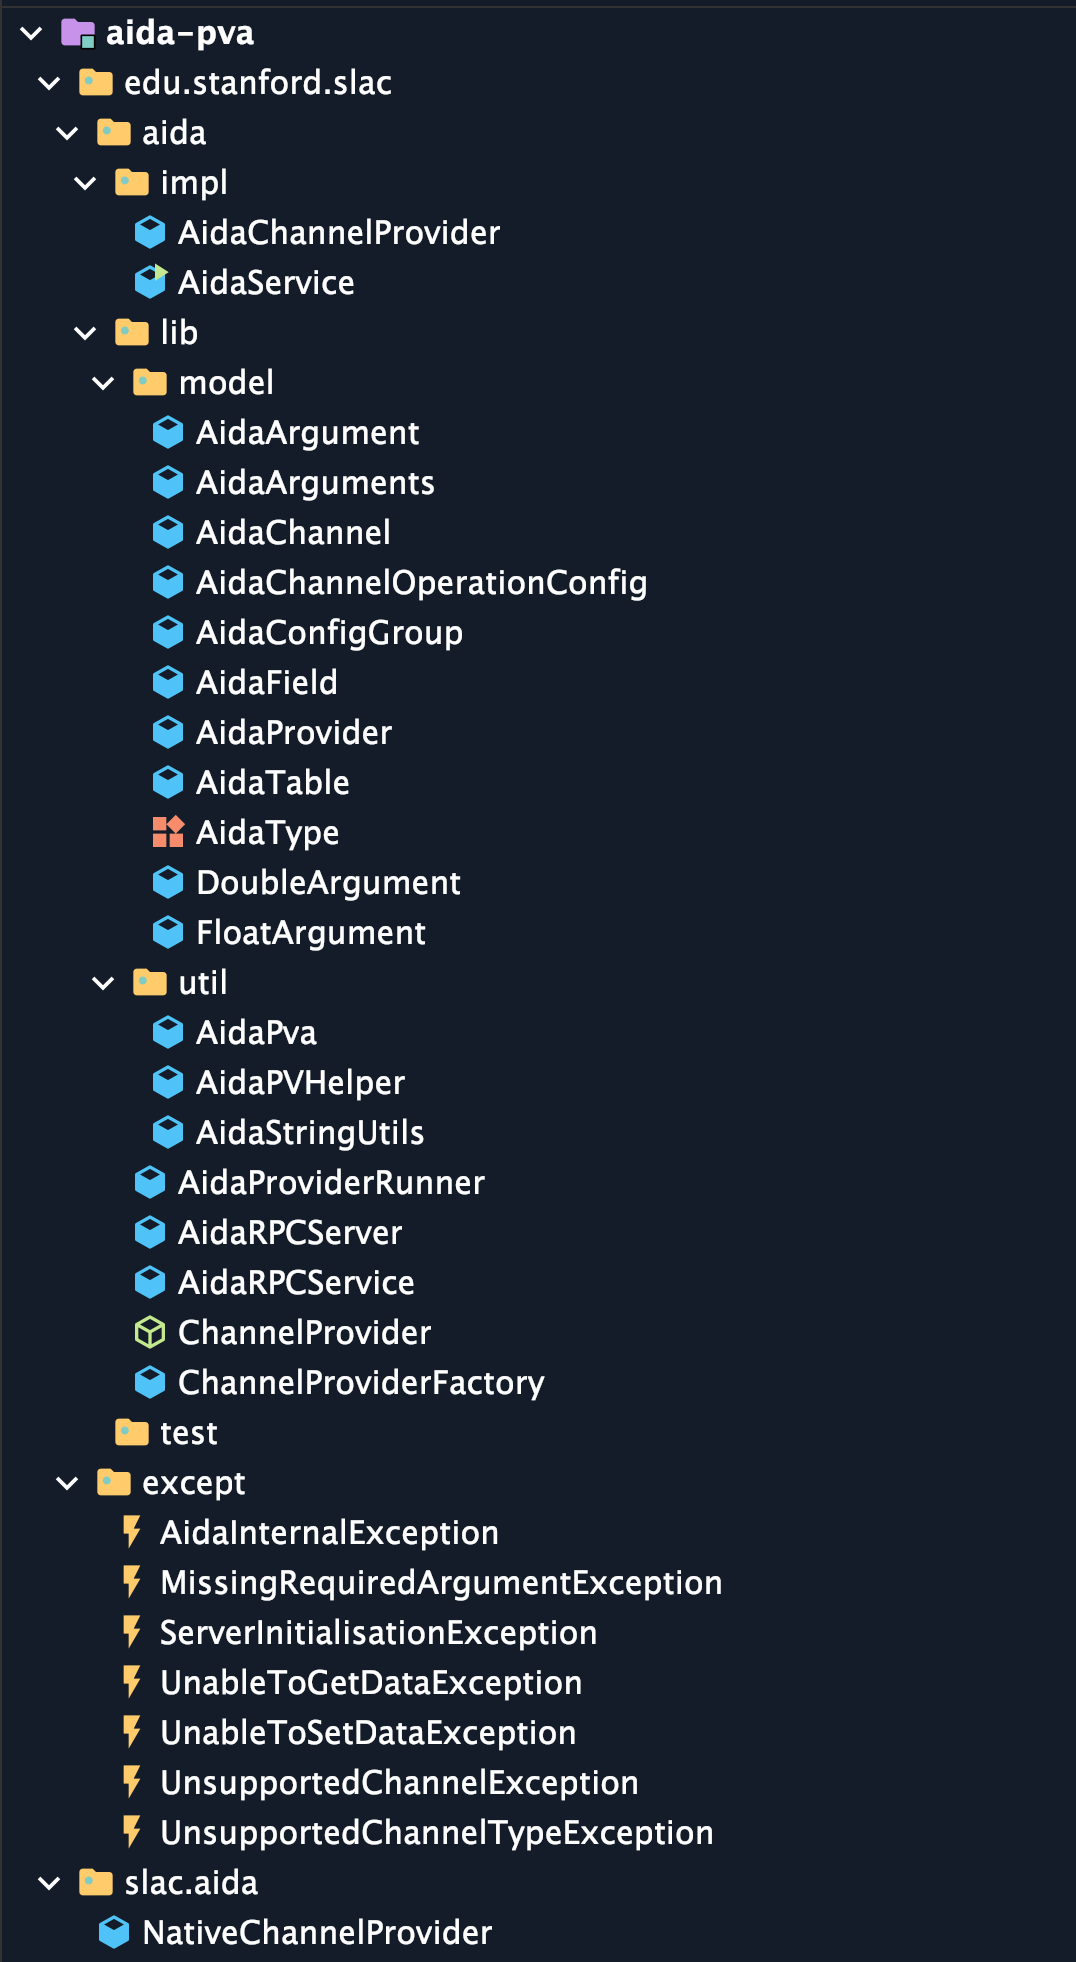 aida-pva
edu.stanford.slac
aida
impl
AidaChannelProvider
AidaService
lib
model
AidaArgument
AidaArguments
AidaChannel
AidaChannelOperationConfig
AidaConfigGroup
AidaField
AidaProvider
AidaTable
AidaType
DoubleArgument
FloatArgument
util
AidaPva
AidaPVHelper
AidaStringUtils
AidaProviderRunner
AidaRPCServer
AidaRPCService
ChannelProvider
ChannelProviderFactory
test
except
AidaInternalException
MissingRequiredArgumentException
ServerInitialisationException
UnableToGetDataException
UnableToSetDataException
UnsupportedChannelException
UnsupportedChannelTypeException
slac.aida
NativeChannelProvider